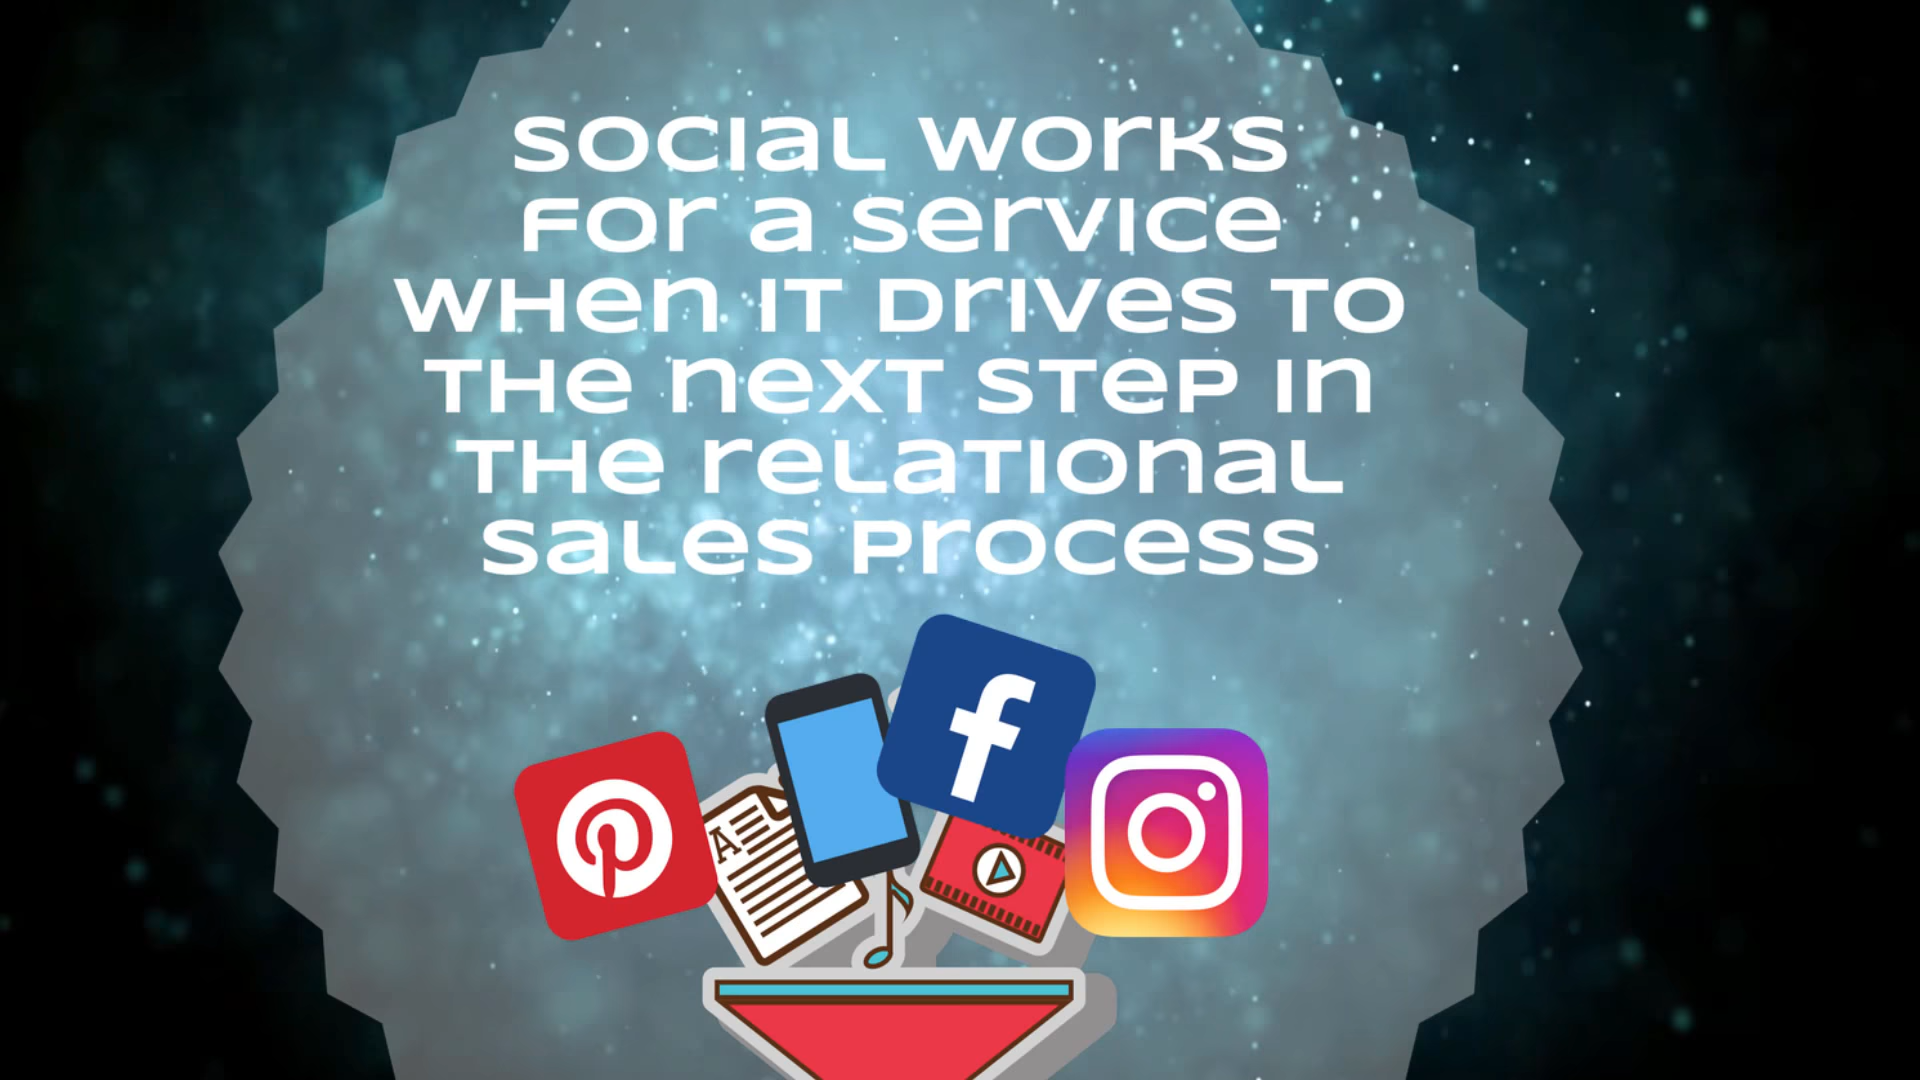 SOCIAL WORKS
FOR a service
WHEN IT DRIVES TO
THE NEXT STEP IN
THE RELATIONAL
SALES PROCESS
A